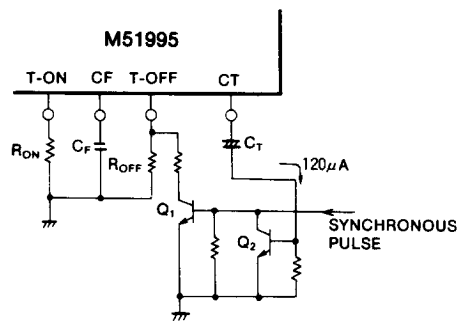 M51995
T-ON CF T-OFF CT
RON CF ROFF CT
120μA
Q1
Q2
SYNCHRONOUS
PULSE